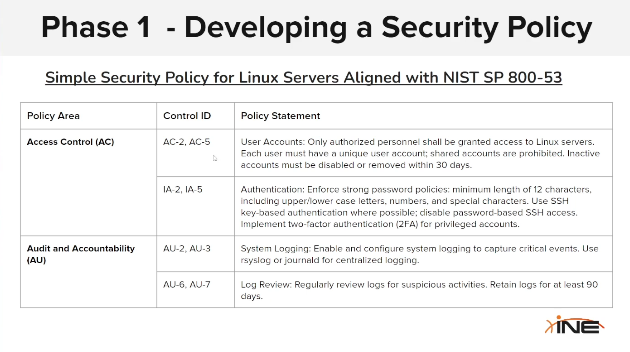 Phase 1 - Developing a Security Policy
Simple Security Policy for Linux Servers Aligned with NIST SP 800-53
Policy Area
Control ID
Policy Statement
Access Control (AC)
AC-2, AC-5
User Accounts: Only authorized personnel shall be granted access to Linux servers.
Each user must have a unique user account; shared accounts are prohibited. Inactive
accounts must be disabled or removed within 30 days.
IA-2, IA-5
Authentication: Enforce strong password policies: minimum length of 12 characters,
including upper/lower case letters, numbers, and special characters. Use SSH
key-based authentication where possible; disable password-based SSH access.
Implement two-factor authentication (2FA) for privileged accounts.
Audit and Accountability
(AU)
AU-2, AU-3
System Logging: Enable and configure system logging to capture critical events. Use
rsyslog or journald for centralized logging.
AU-6, AU-7
Log Review: Regularly review logs for suspicious activities. Retain logs for at least 90
days.
INE